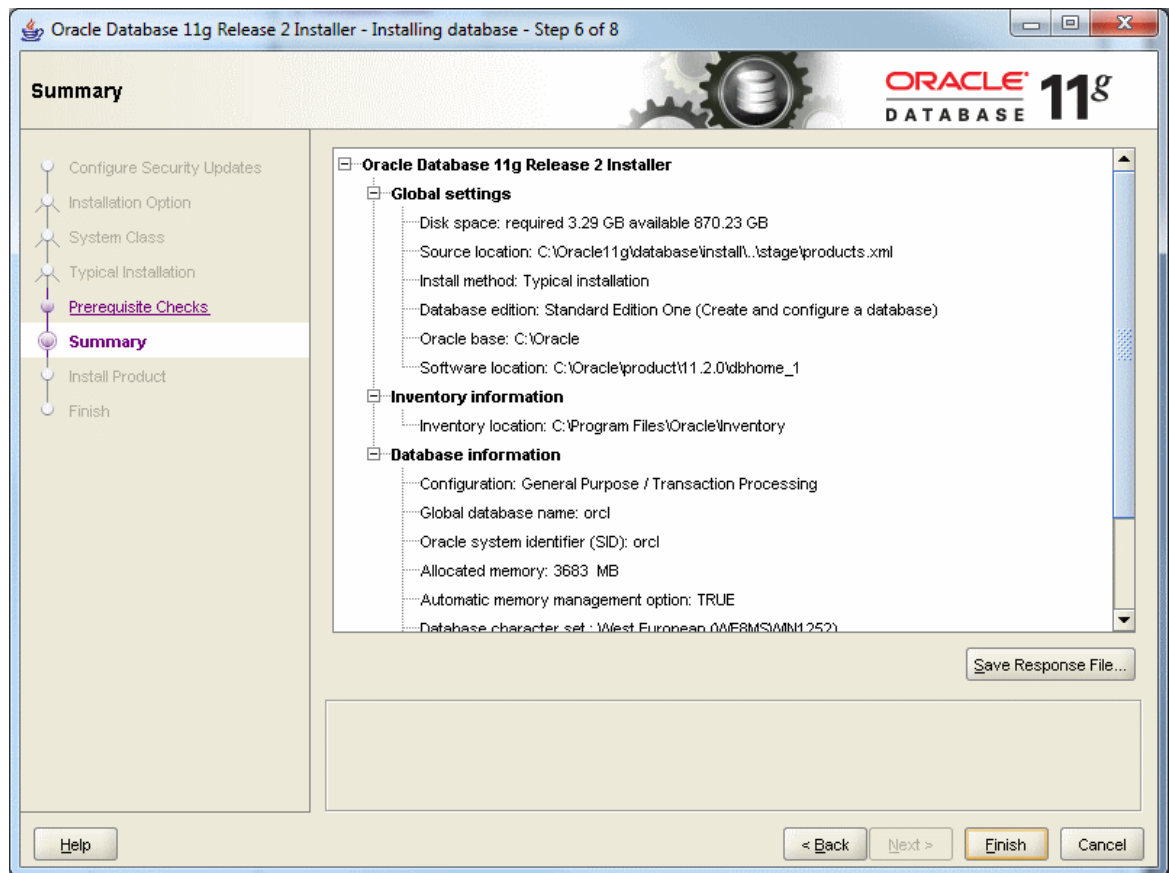 Oracle Database 11g Release 2 Installer - Installing database - Step 6 of 8
Summary
ORACLE DATABASE 11g
Configure Security Updates
Installation Option
System Class
Typical Installation
Prerequisite Checks
Summary
Install Product
Finish
Oracle Database 11g Release 2 Installer
Global settings
Disk space: required 3.29 GB available 870.23 GB
Source location: C:\Oracle11g\database\install\..\stage\products.xml
Install method: Typical installation
Database edition: Standard Edition One (Create and configure a database)
Oracle base: C:\Oracle
Software location: C:\Oracle\product\11.2.0\dbhome_1
Inventory information
Inventory location: C:\Program Files\Oracle\Inventory
Database information
Configuration: General Purpose / Transaction Processing
Global database name: orcl
Oracle system identifier (SID): orcl
Allocated memory: 3683 MB
Automatic memory management option: TRUE
Database character set : West European (WE8MSWIN1252)
Save Response File...
Help
< Back
Next >
Finish
Cancel